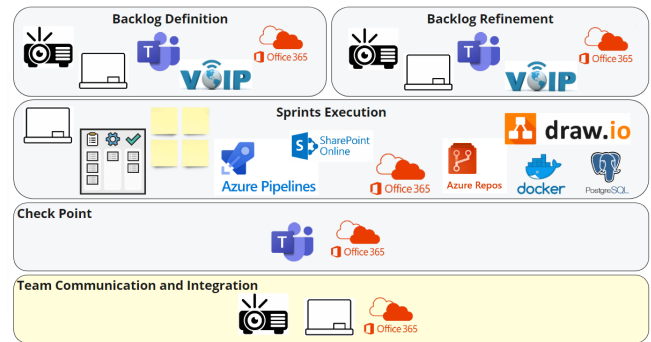 Backlog Definition
T
VOIP
Office 365
Backlog Refinement
T
VOIP
Office 365
Sprints Execution
Azure Pipelines
S
SharePoint
Online
Office 365
Azure Repos
draw.io
docker
PostgreSQL
Check Point
T
Office 365
Team Communication and Integration
Office 365